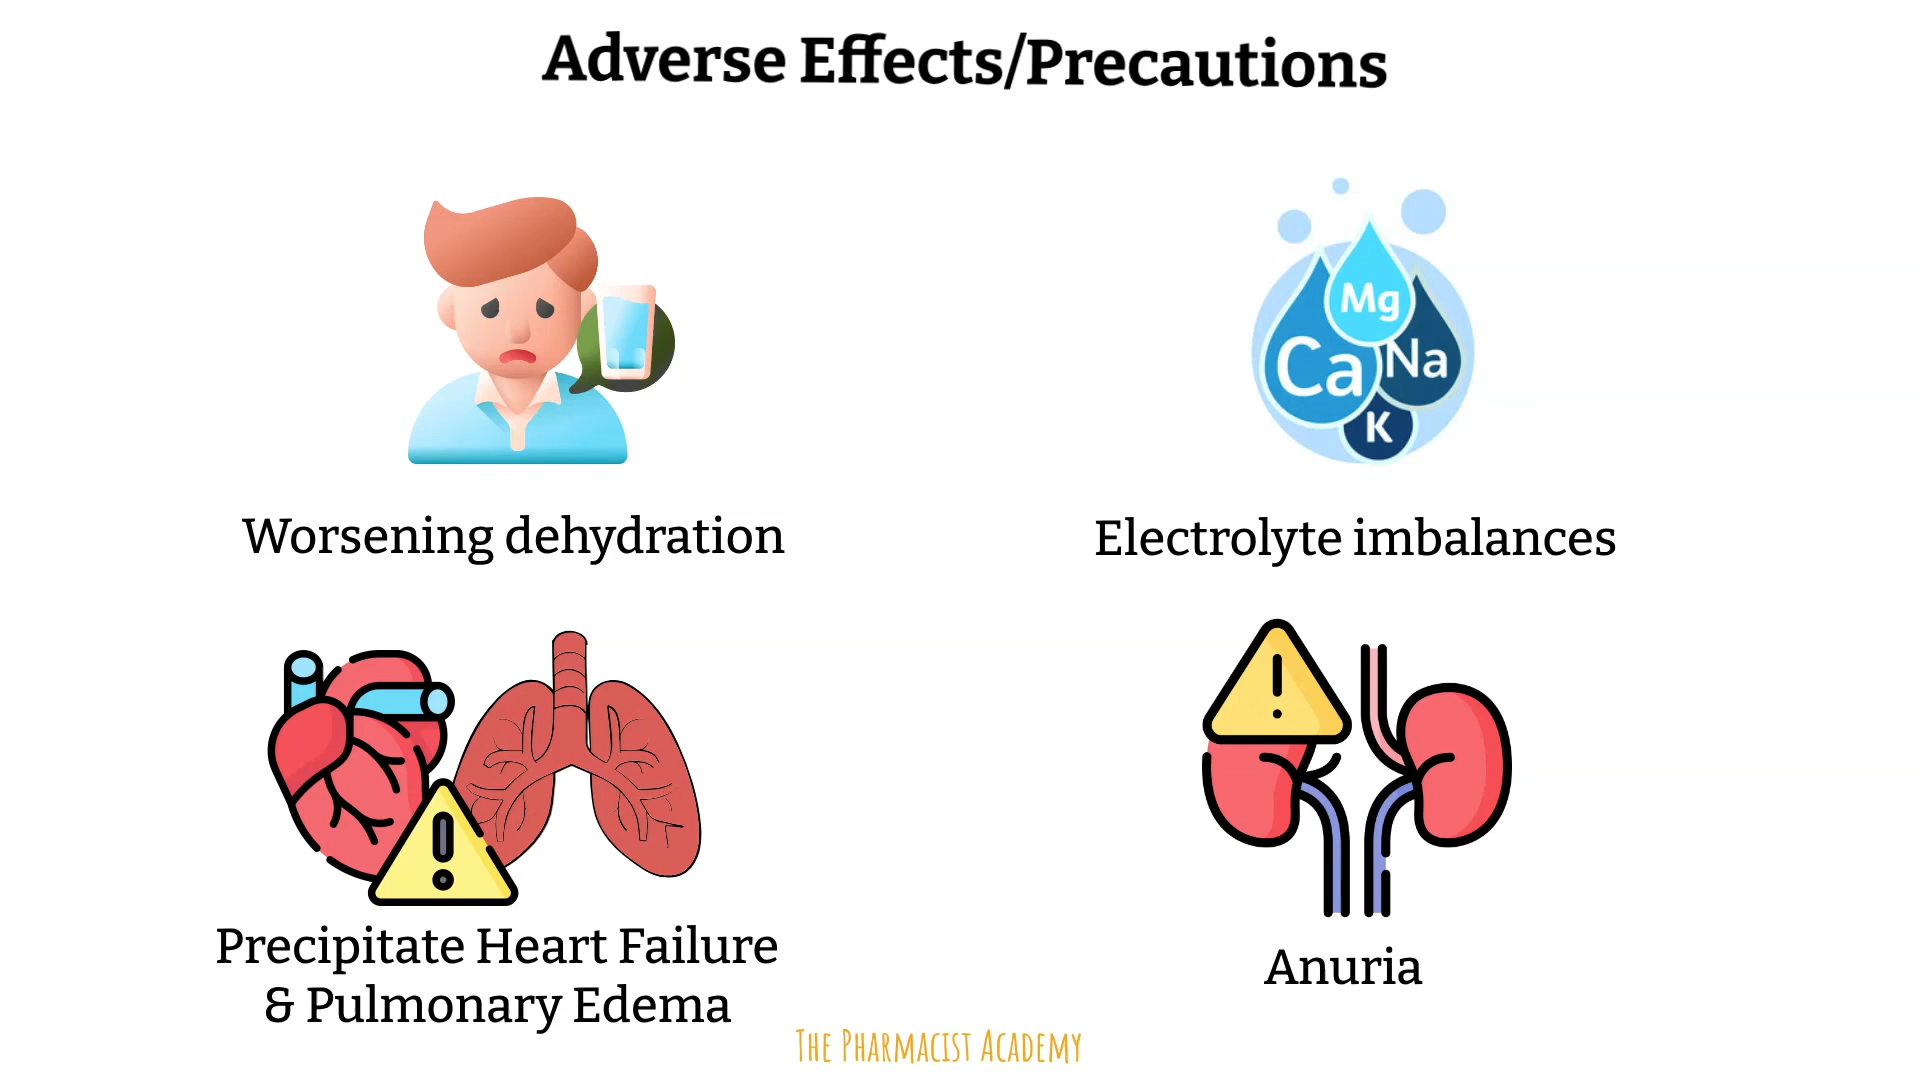 Adverse Effects/Precautions
Mg
Ca
Na
K
Worsening dehydration
Electrolyte imbalances
Precipitate Heart Failure
& Pulmonary Edema
Anuria
The Pharmacist Academy